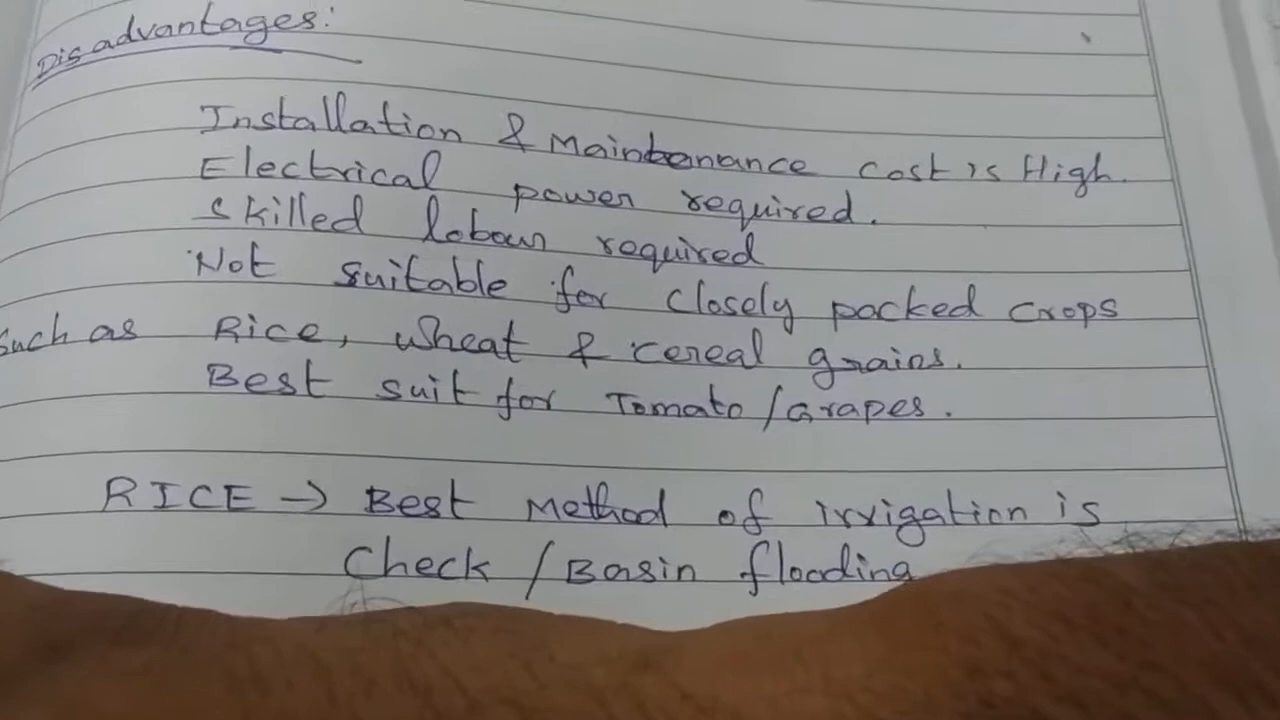 Disadvantages:
Installation & Maintenance cost is High.
Electrical power required.
Skilled labour required
Not suitable for closely packed crops
Such as Rice, wheat & cereal grains.
Best suit for Tomato/Grapes.
RICE → Best Method of irrigation is
Check / Basin flooding